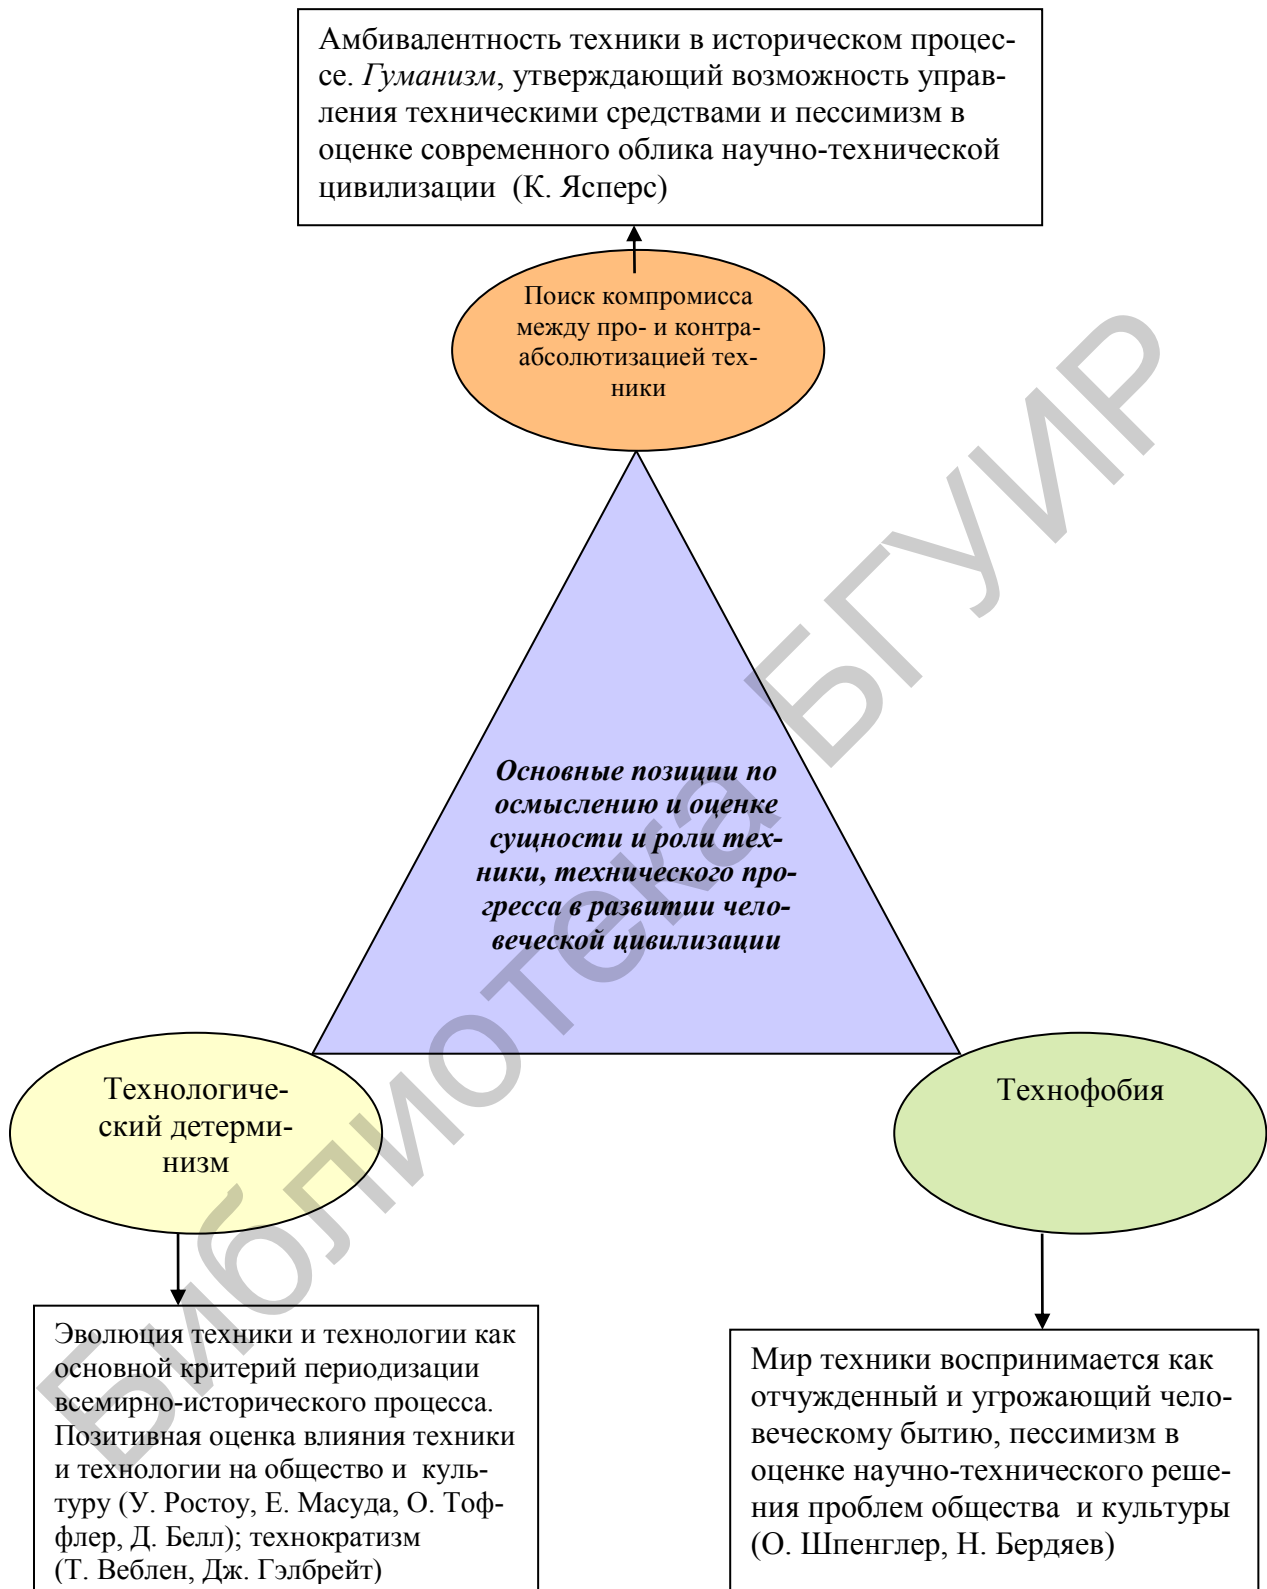 Амбивалентность техники в историческом процес-
се. Гуманизм, утверждающий возможность управ-
ления техническими средствами и пессимизм в
оценке современного облика научно-технической
цивилизации (К. Ясперс)
Поиск компромисса
между про- и контра-
абсолютизацией тех-
ники
Основные позиции по
осмыслению и оценке
сущности и роли тех-
ники, технического про-
гресса в развитии чело-
веческой цивилизации
Технологиче-
ский детерми-
низм
Технофобия
Эволюция техники и технологии как
основной критерий периодизации
всемирно-исторического процесса.
Позитивная оценка влияния техники
и технологии на общество и куль-
туру (У. Ростоу, Е. Масуда, О. Тоф-
флер, Д. Белл); технократизм
(Т. Веблен, Дж. Гэлбрейт)
Мир техники воспринимается как
отчужденный и угрожающий чело-
веческому бытию, пессимизм в
оценке научно-технического реше-
ния проблем общества и культуры
(О. Шпенглер, Н. Бердяев)
Библиотека БГУИР